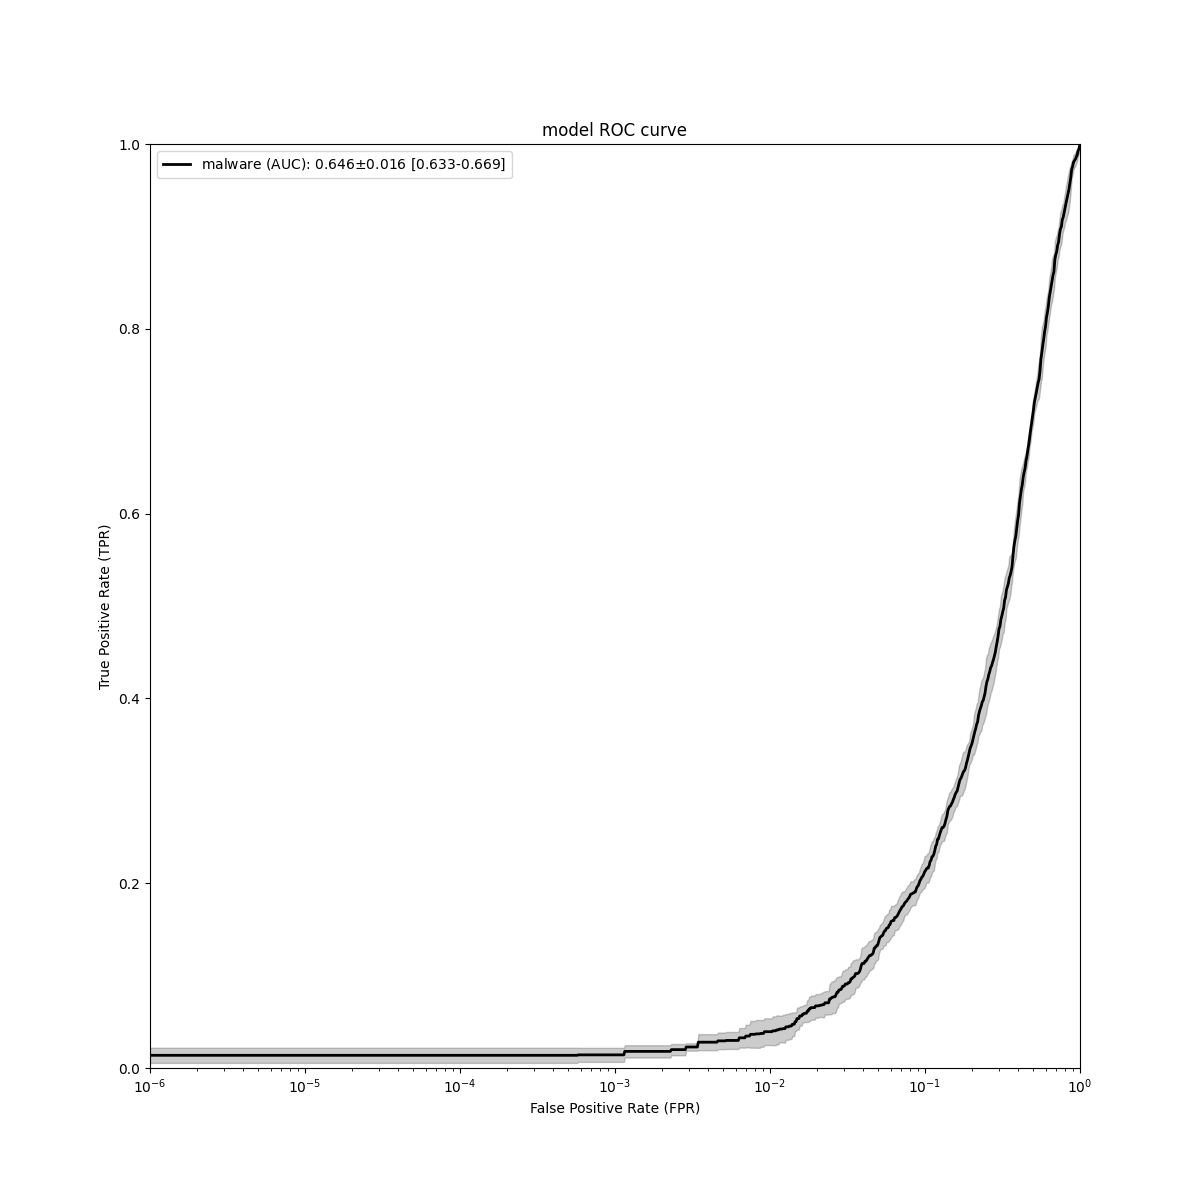 model ROC curve
malware (AUC): 0.646±0.016 [0.633-0.669]
1.0
0.8
0.6
0.4
0.2
0.0
True Positive Rate (TPR)
10⁻⁶ 10⁻⁵ 10⁻⁴ 10⁻³ 10⁻² 10⁻¹ 10⁰
False Positive Rate (FPR)